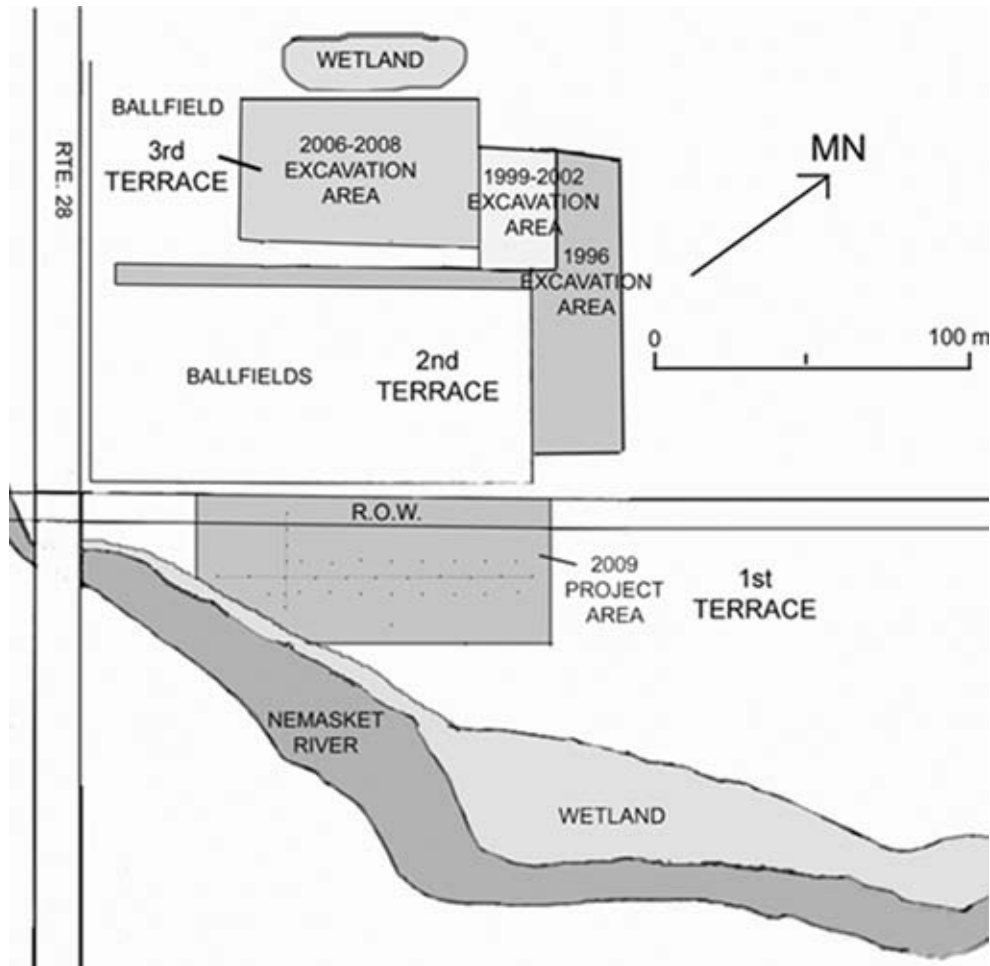 WETLAND
BALLFIELD
3rd
TERRACE
2006-2008
EXCAVATION
AREA
1999-2002
EXCAVATION
AREA
1996
EXCAVATION
AREA
MN
RTE. 28
0
100 m
BALLFIELDS
2nd
TERRACE
R.O.W.
2009
PROJECT
AREA
1st
TERRACE
NEMASKET
RIVER
WETLAND